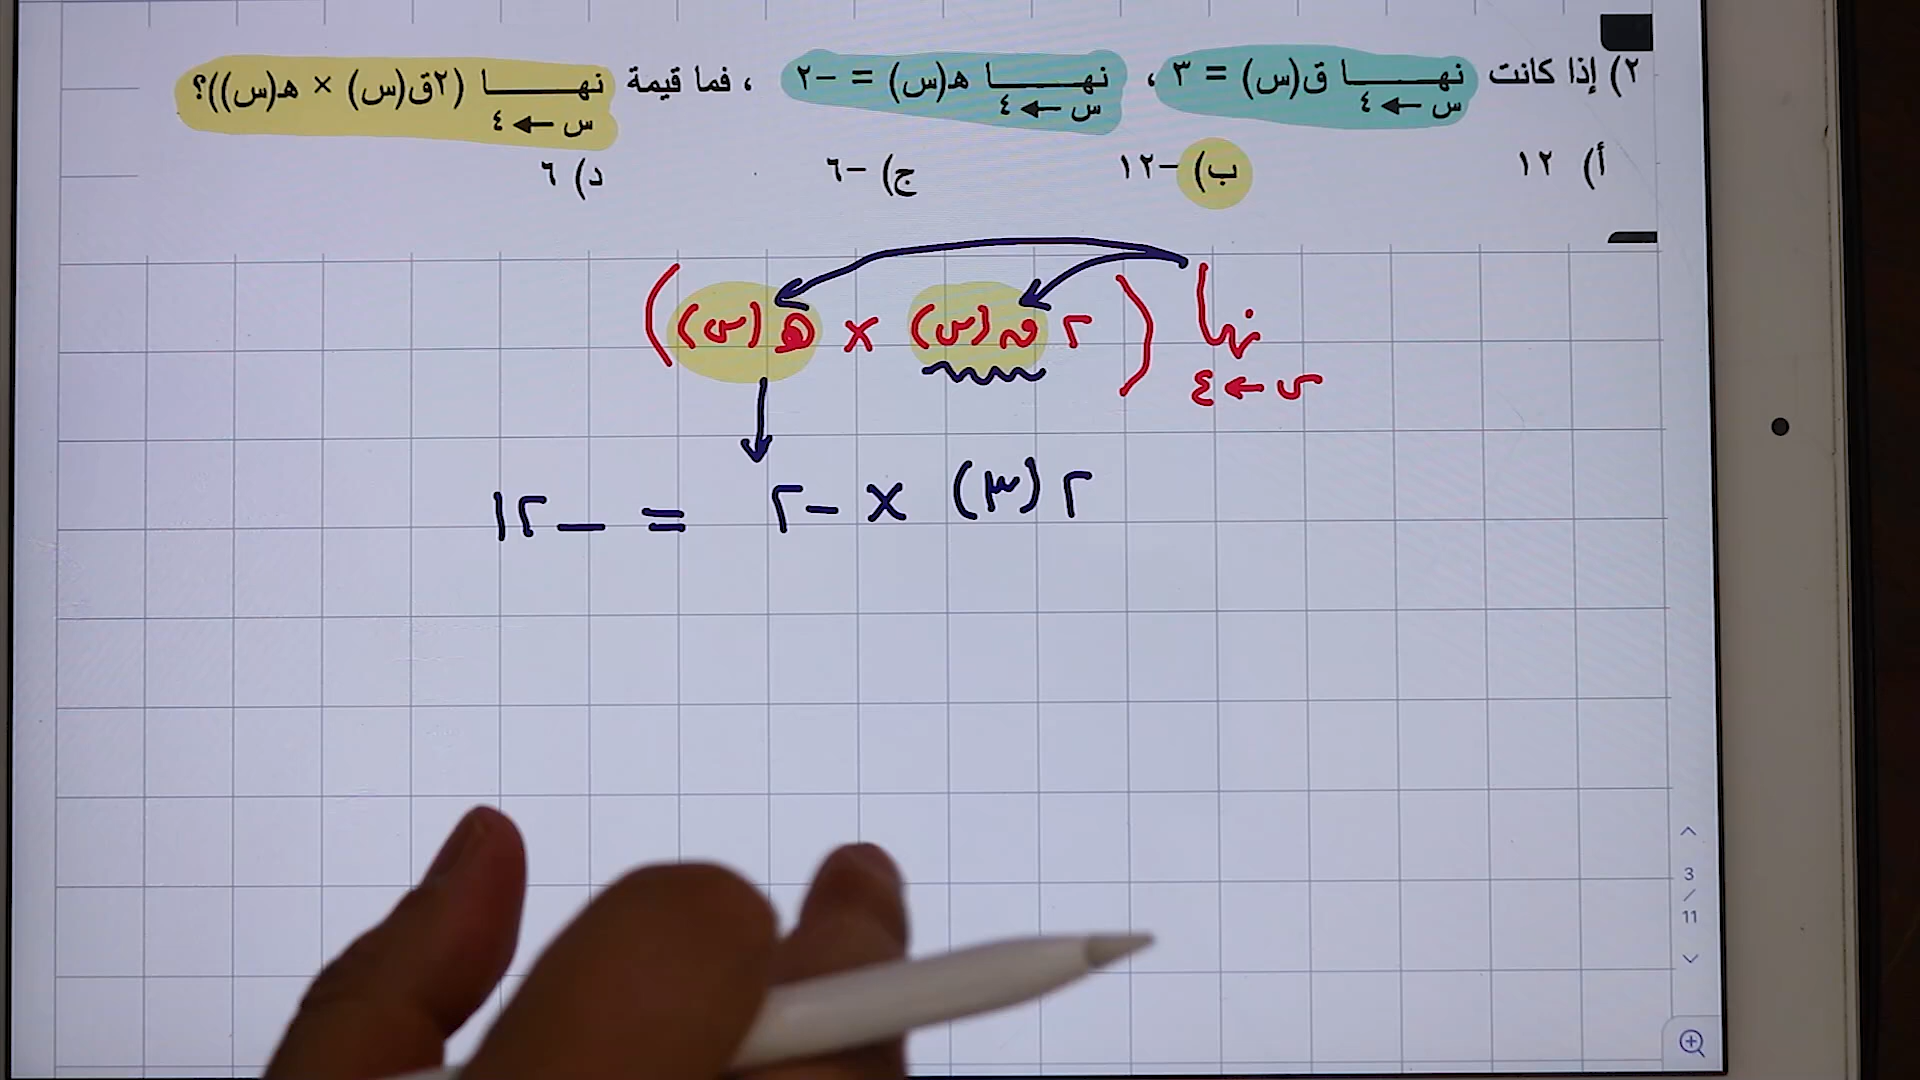 ٢) إذا كانت نهـــا ق(س) = ٣ ، نهـــا هـ(س) = -٢ ، فما قيمة نهـــا (٢ق(س) × هـ(س))؟
س ← ٤ س ← ٤ س ← ٤
أ) ١٢ ب) -١٢ ج) -٦ د) ٦
نها (٢ ق(س) × هـ(س))
س ← ٤
٢ (٣) × -٢ = -١٢
3
/
11